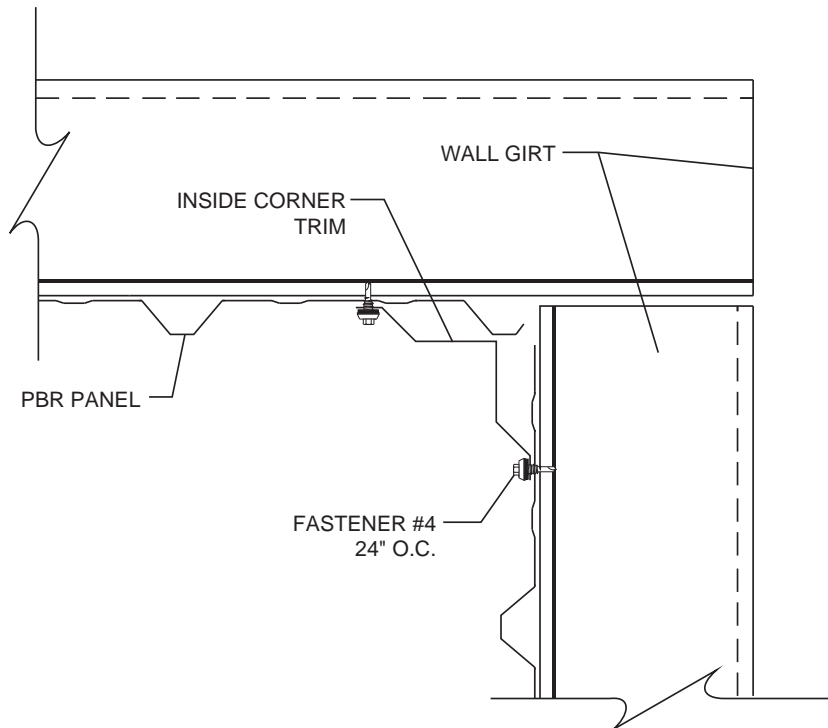 WALL GIRT
INSIDE CORNER
TRIM
PBR PANEL
FASTENER #4
24" O.C.